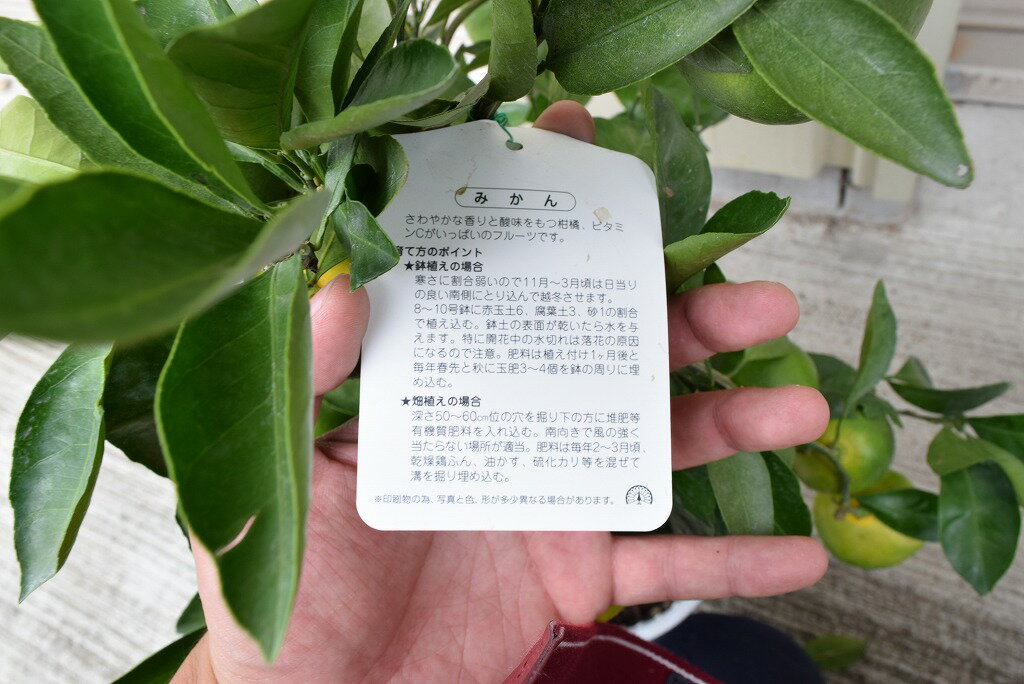 みかん
さわやかな香りと酸味をもつ柑橘、ビタミ
ンCがいっぱいのフルーツです。
育て方のポイント
★鉢植えの場合
寒さに割合弱いので11月～3月頃は日当り
の良い南側にとり込んで越冬させます。
8～10号鉢に赤玉土6、腐葉土3、砂1の割合
で植え込む。鉢土の表面が乾いたら水を与
えます。特に開花中の水切れは落花の原因
になるので注意。肥料は植え付け1ヶ月後と
毎年春先と秋に玉肥3～4個を鉢の周りに埋
め込む。
★畑植えの場合
深さ50～60cm位の穴を掘り下の方に堆肥等
有機質肥料を入れ込む。南向きで風の強く
当たらない場所が適当。肥料は毎年2～3月頃、
乾燥鶏ふん、油かす、硫化カリ等を混ぜて
溝を掘り埋め込む。
※印刷物の為、写真と色、形が多少異なる場合があります。